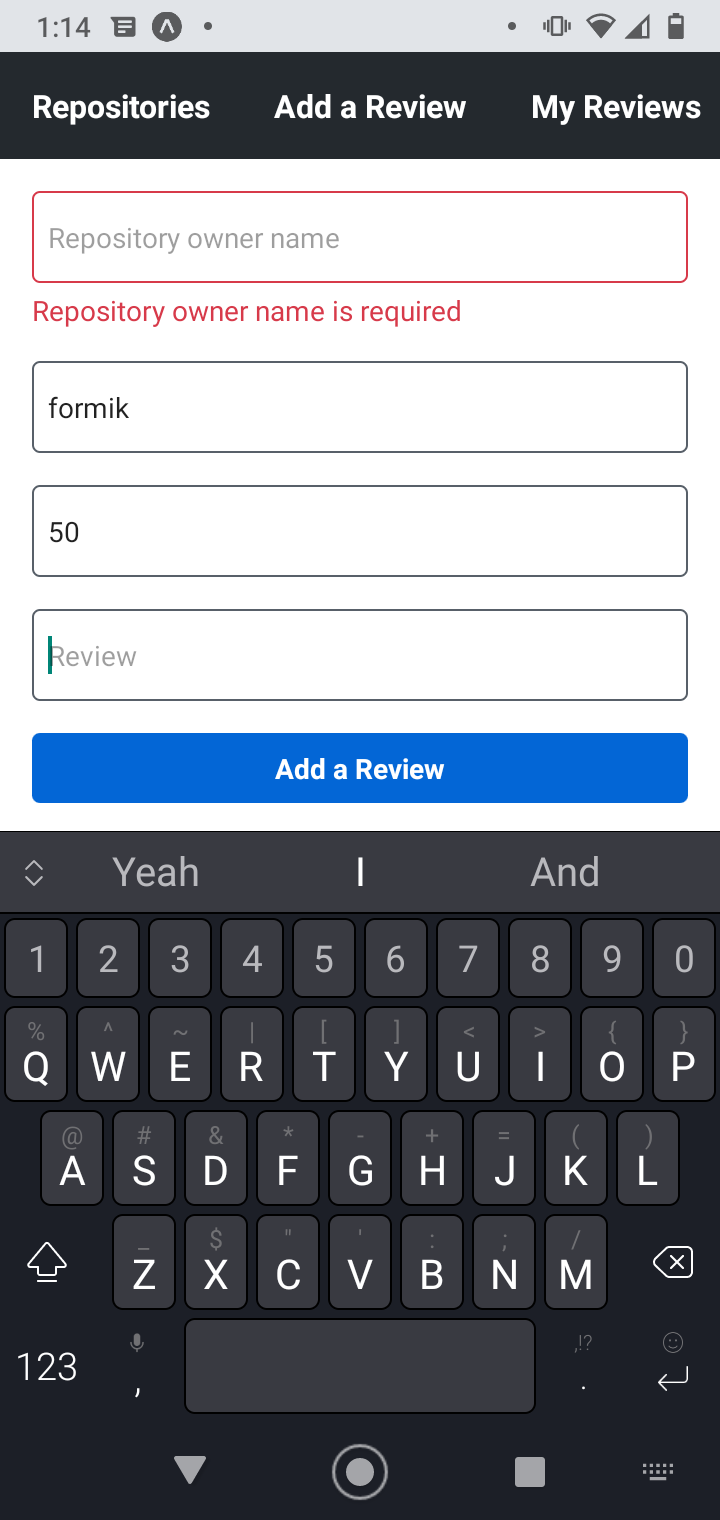 1:14
Repositories Add a Review My Reviews
Repository owner name
Repository owner name is required
formik
50
Review
Add a Review
Yeah I And
1 2 3 4 5 6 7 8 9 0
% ^ ~ | [ ] < > { }
Q W E R T Y U I O P
@ # & * - + = ( )
A S D F G H J K L
_ $ " ' : ; /
Z X C V B N M
,!?
123 , .